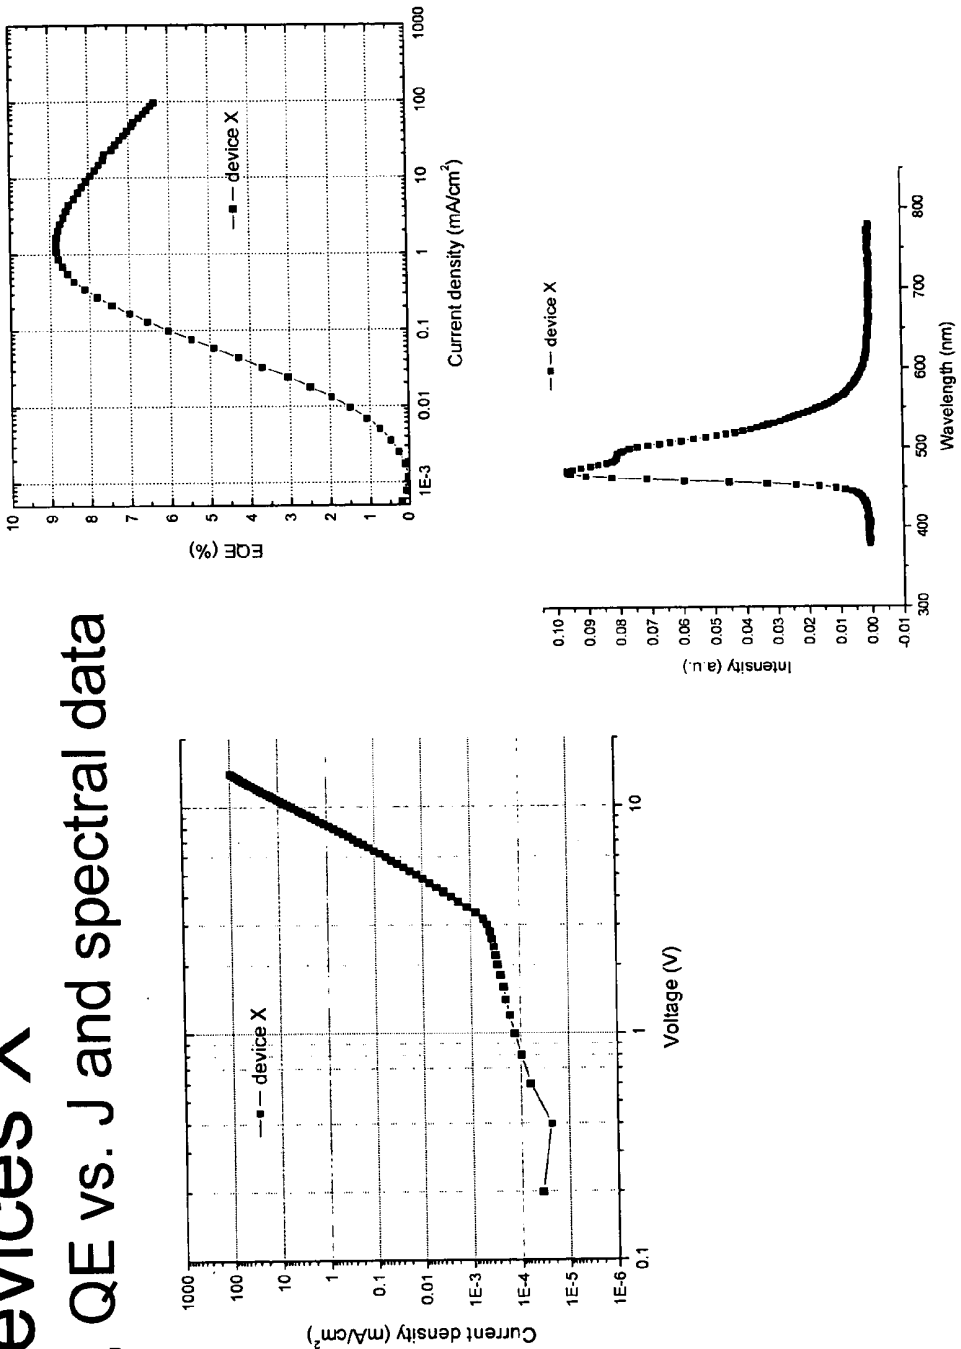 evices X
QE vs. J and spectral data
1000
100
10
1
0.1
0.01
1E-3
1E-4
1E-5
1E-6
Current density (mA/cm²)
0.1
1
10
Voltage (V)
device X
10
9
8
7
6
5
4
3
2
1
0
EQE (%)
1E-3
0.01
0.1
1
10
100
1000
Current density (mA/cm²)
device X
0.10
0.09
0.08
0.07
0.06
0.05
0.04
0.03
0.02
0.01
0.00
-0.01
Intensity (a.u.)
300
400
500
600
700
800
Wavelength (nm)
device X